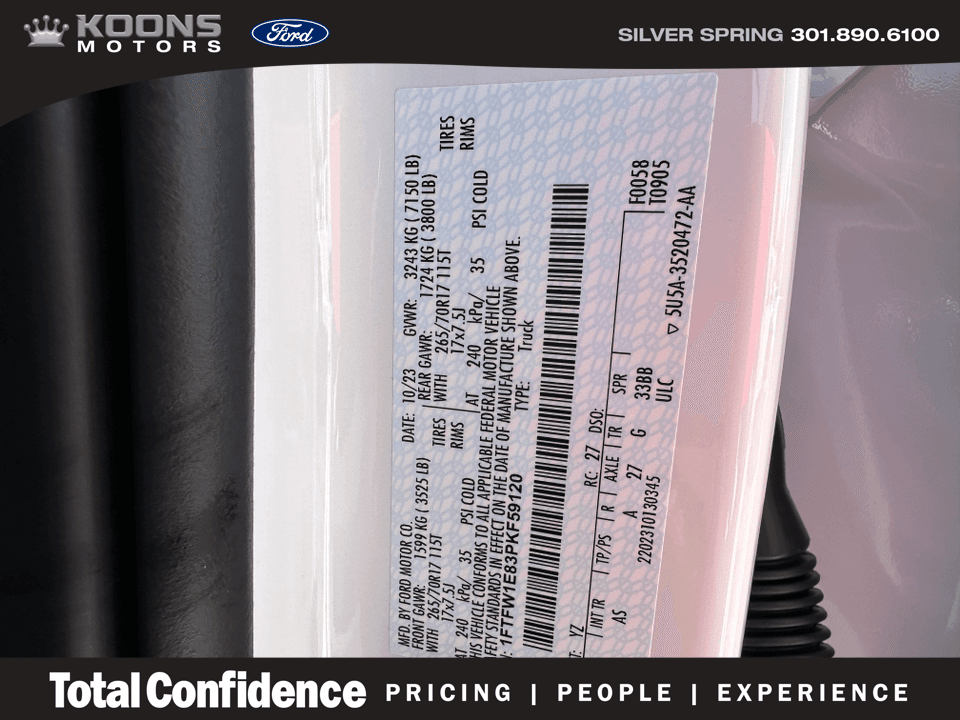 KOONS
MOTORS
Ford
SILVER SPRING 301.890.6100
MFD. BY FORD MOTOR CO.
DATE: 10/23
GVWR: 3243 KG ( 7150 LB)
FRONT GAWR: 1599 KG ( 3525 LB)
REAR GAWR: 1724 KG ( 3800 LB)
WITH 265/70R17 115T TIRES
WITH 265/70R17 115T TIRES
17x7.5J RIMS
17x7.5J RIMS
AT 240 kPa/ 35 PSI COLD
AT 240 kPa/ 35 PSI COLD
THIS VEHICLE CONFORMS TO ALL APPLICABLE FEDERAL MOTOR VEHICLE
SAFETY STANDARDS IN EFFECT ON THE DATE OF MANUFACTURE SHOWN ABOVE.
: 1FTFW1E83PKF59120
TYPE: Truck
T: YZ
RC: 27 DSO:
INT TR TP/PS R AXLE TR SPR
F0058
AS A 27 G 33BB
T0905
ULC
2202310130345
▽ 5U5A-3520472-AA
Total Confidence PRICING | PEOPLE | EXPERIENCE